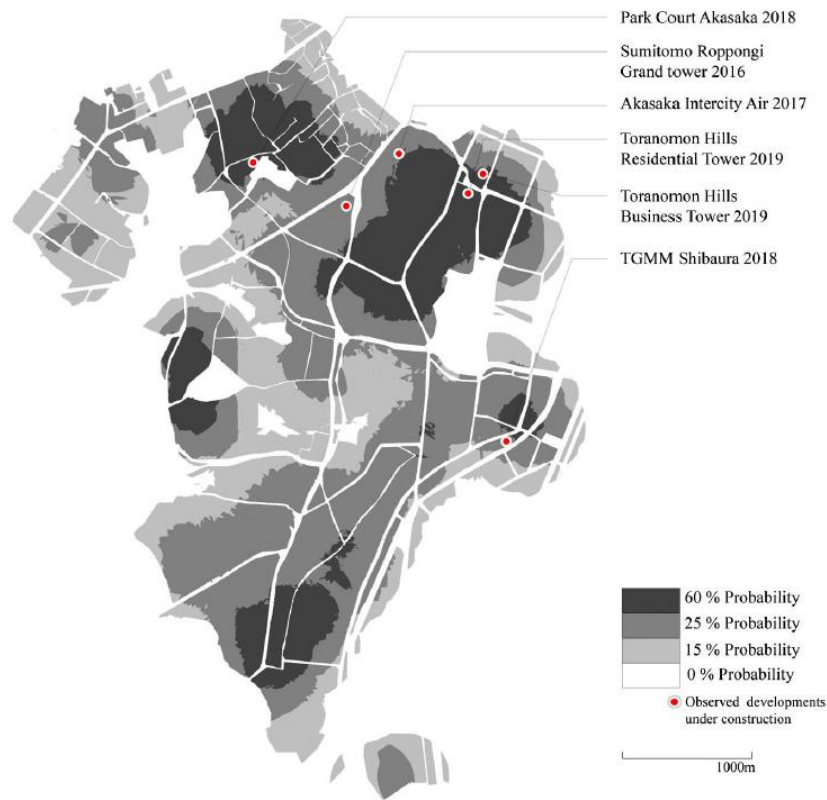 Park Court Akasaka 2018
Sumitomo Roppongi
Grand tower 2016
Akasaka Intercity Air 2017
Toranomon Hills
Residential Tower 2019
Toranomon Hills
Business Tower 2019
TGMM Shibaura 2018
60 % Probability
25 % Probability
15 % Probability
0 % Probability
Observed developments
under construction
1000m